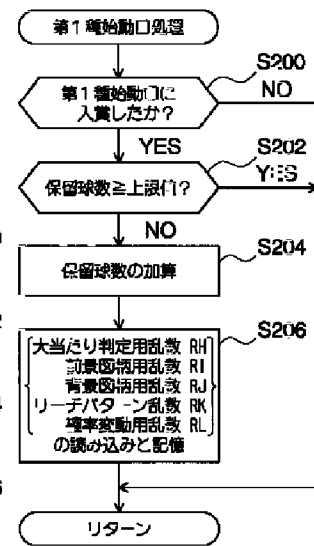 第1種始動口処理
S200
第1種始動口に
入賞したか?
NO
YES
S202
保留球数≧上限値?
YES
NO
S204
保留球数の加算
S206
大当たり判定用乱数 RH
前景図柄用乱数 RI
背景図柄用乱数 RJ
リーチパターン乱数 RK
確率変動用乱数 RL
の読み込みと記憶
リターン